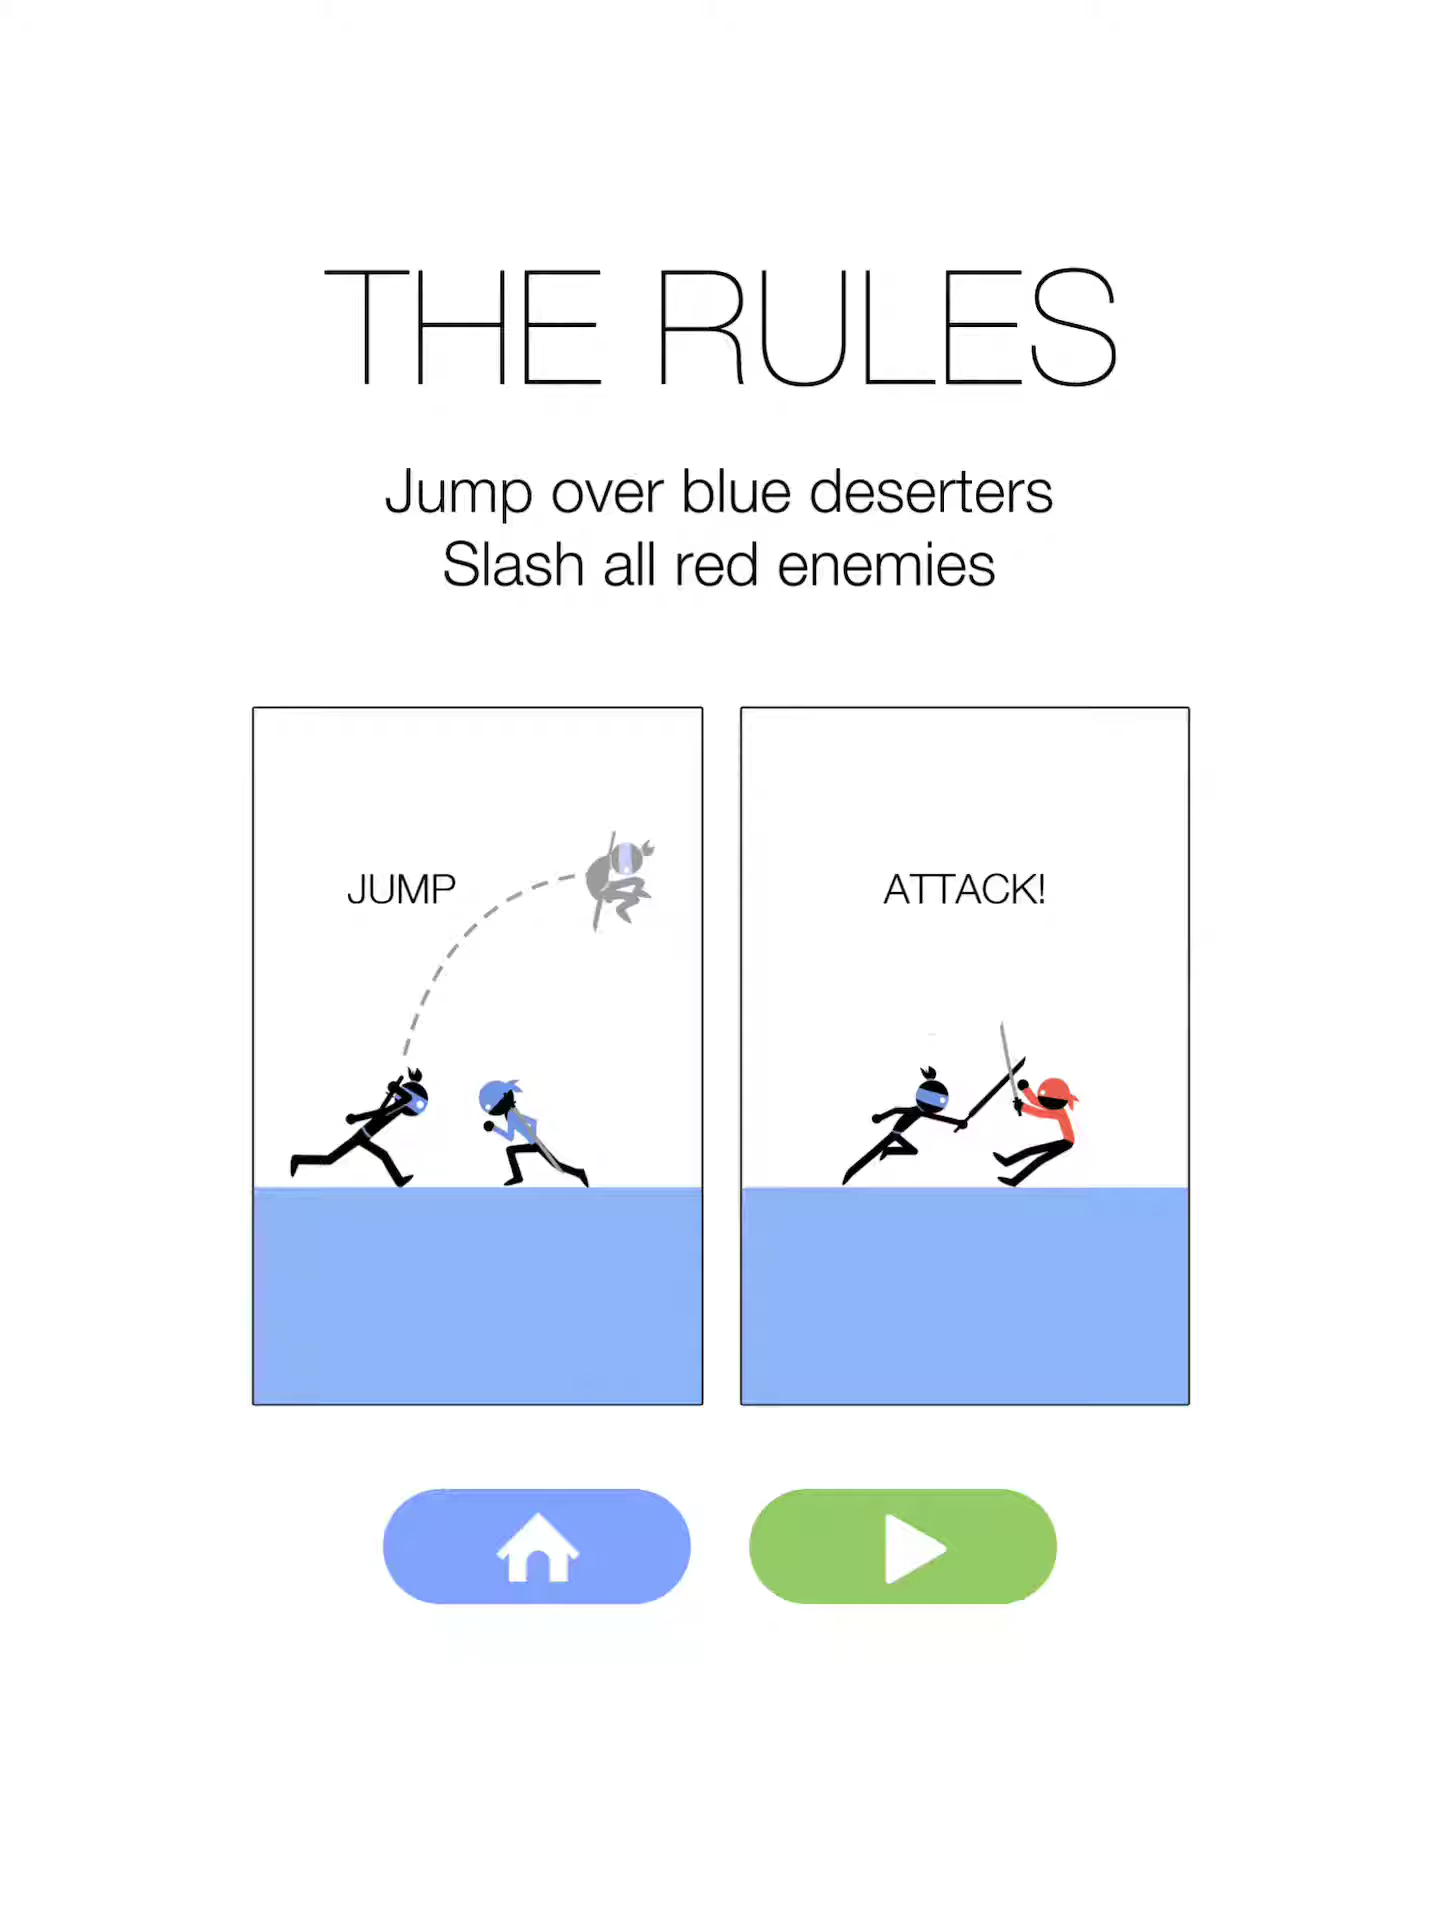 THE RULES
Jump over blue deserters
Slash all red enemies
JUMP
ATTACK!